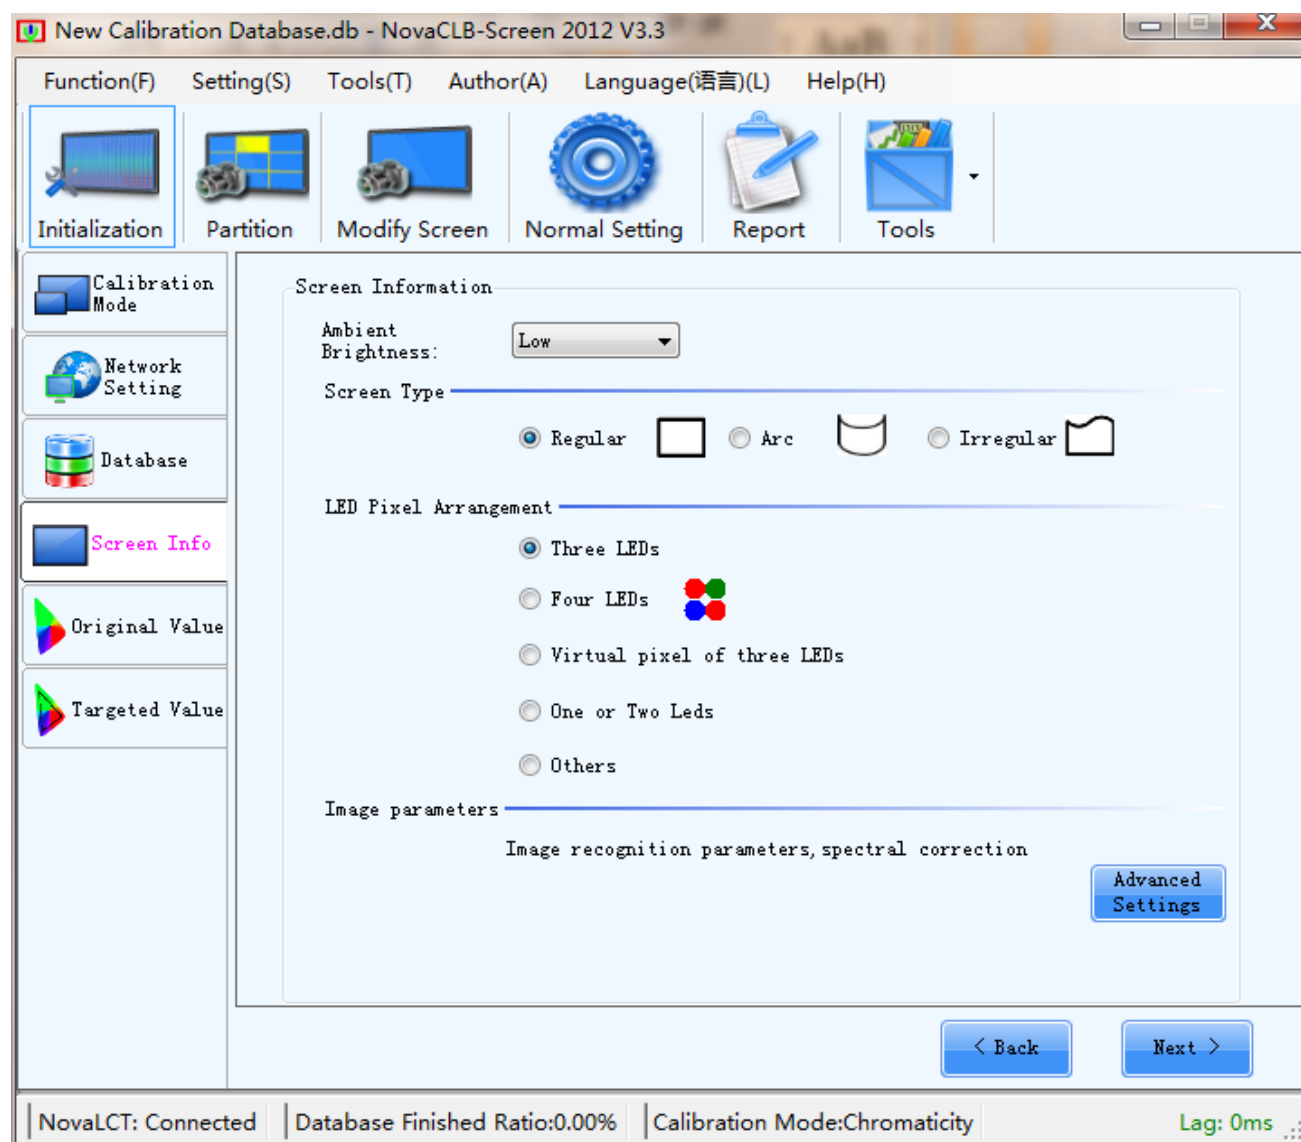 New Calibration Database.db - NovaCLB-Screen 2012 V3.3
Function(F) Setting(S) Tools(T) Author(A) Language(语言)(L) Help(H)
Initialization Partition Modify Screen Normal Setting Report Tools
Calibration
Mode
Network
Setting
Database
Screen Info
Original Value
Targeted Value
Screen Information
Ambient
Brightness:
Low
Screen Type
Regular Arc Irregular
LED Pixel Arrangement
Three LEDs
Four LEDs
Virtual pixel of three LEDs
One or Two Leds
Others
Image parameters
Image recognition parameters,spectral correction
Advanced
Settings
< Back Next >
NovaLCT: Connected Database Finished Ratio:0.00% Calibration Mode:Chromaticity Lag: 0ms